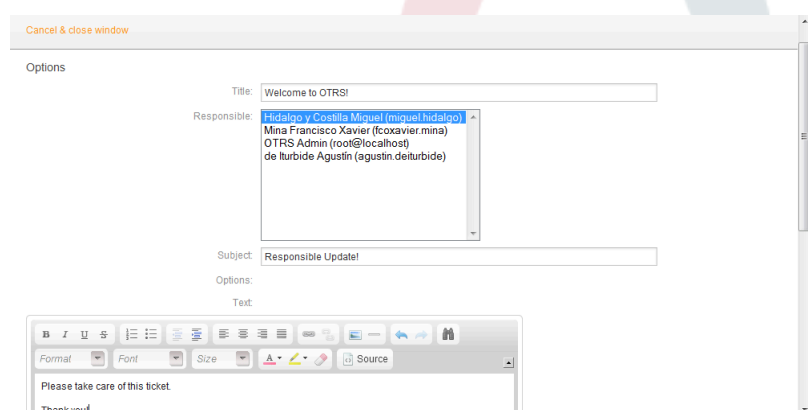 Cancel & close window
Options
Title: Welcome to OTRS!
Responsible: Hidalgo y Costilla Miguel (miguel.hidalgo)
Mina Francisco Xavier (fcoxavier.mina)
OTRS Admin (root@localhost)
de Iturbide Agustín (agustin.deiturbide)
Subject: Responsible Update!
Options:
Text:
B I U S
Format Font Size A Source
Please take care of this ticket.
Thank you!